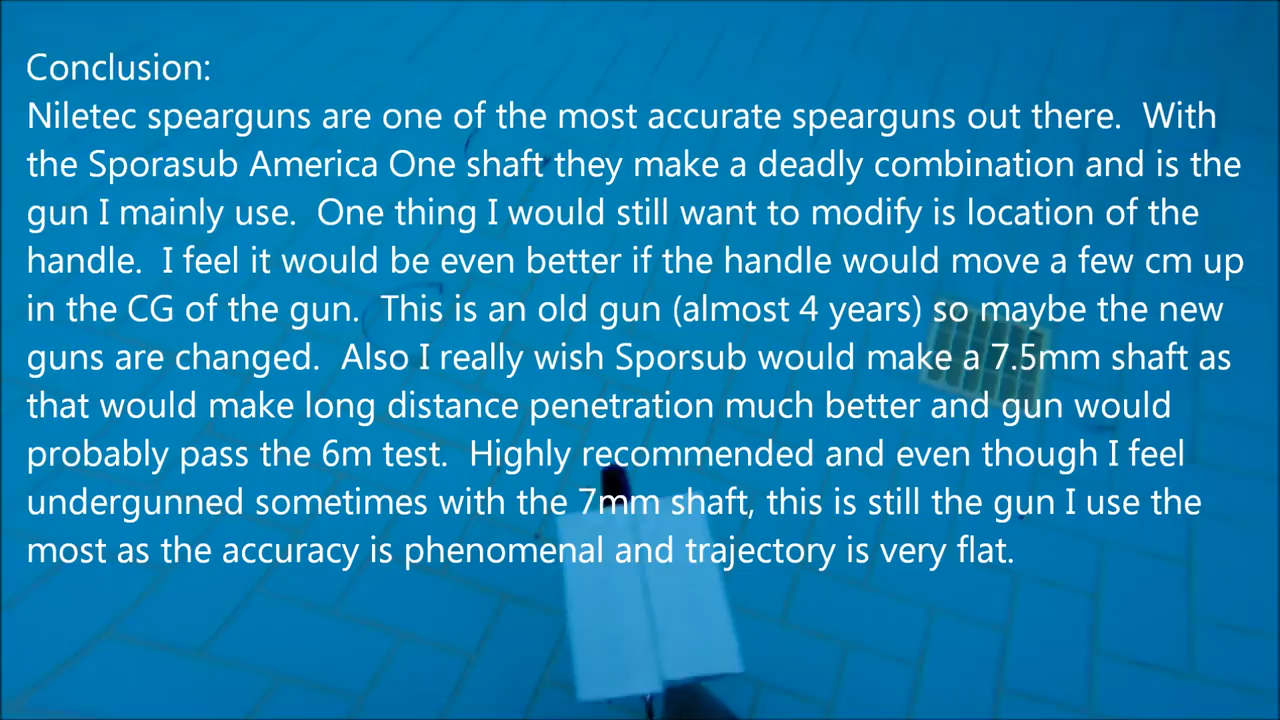 Conclusion:
Niletec spearguns are one of the most accurate spearguns out there.  With
the Sporasub America One shaft they make a deadly combination and is the
gun I mainly use.  One thing I would still want to modify is location of the
handle.  I feel it would be even better if the handle would move a few cm up
in the CG of the gun.  This is an old gun (almost 4 years) so maybe the new
guns are changed.  Also I really wish Sporsub would make a 7.5mm shaft as
that would make long distance penetration much better and gun would
probably pass the 6m test.  Highly recommended and even though I feel
undergunned sometimes with the 7mm shaft, this is still the gun I use the
most as the accuracy is phenomenal and trajectory is very flat.